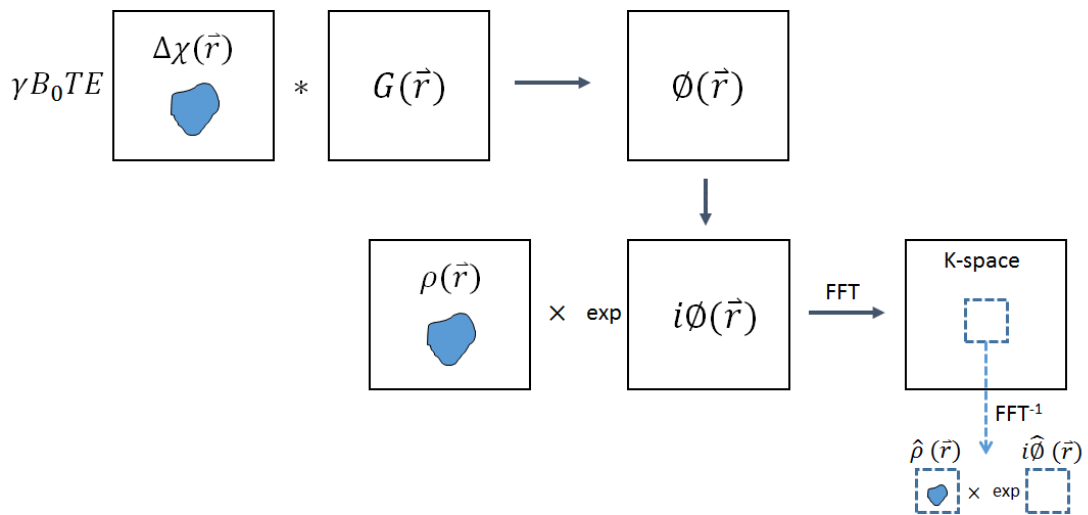 γB₀TE Δχ(r⃗) * G(r⃗) ∅(r⃗)
ρ(r⃗) × exp i∅(r⃗) FFT K-space
FFT⁻¹
ρ̂ (r⃗) i∅̂ (r⃗)
× exp